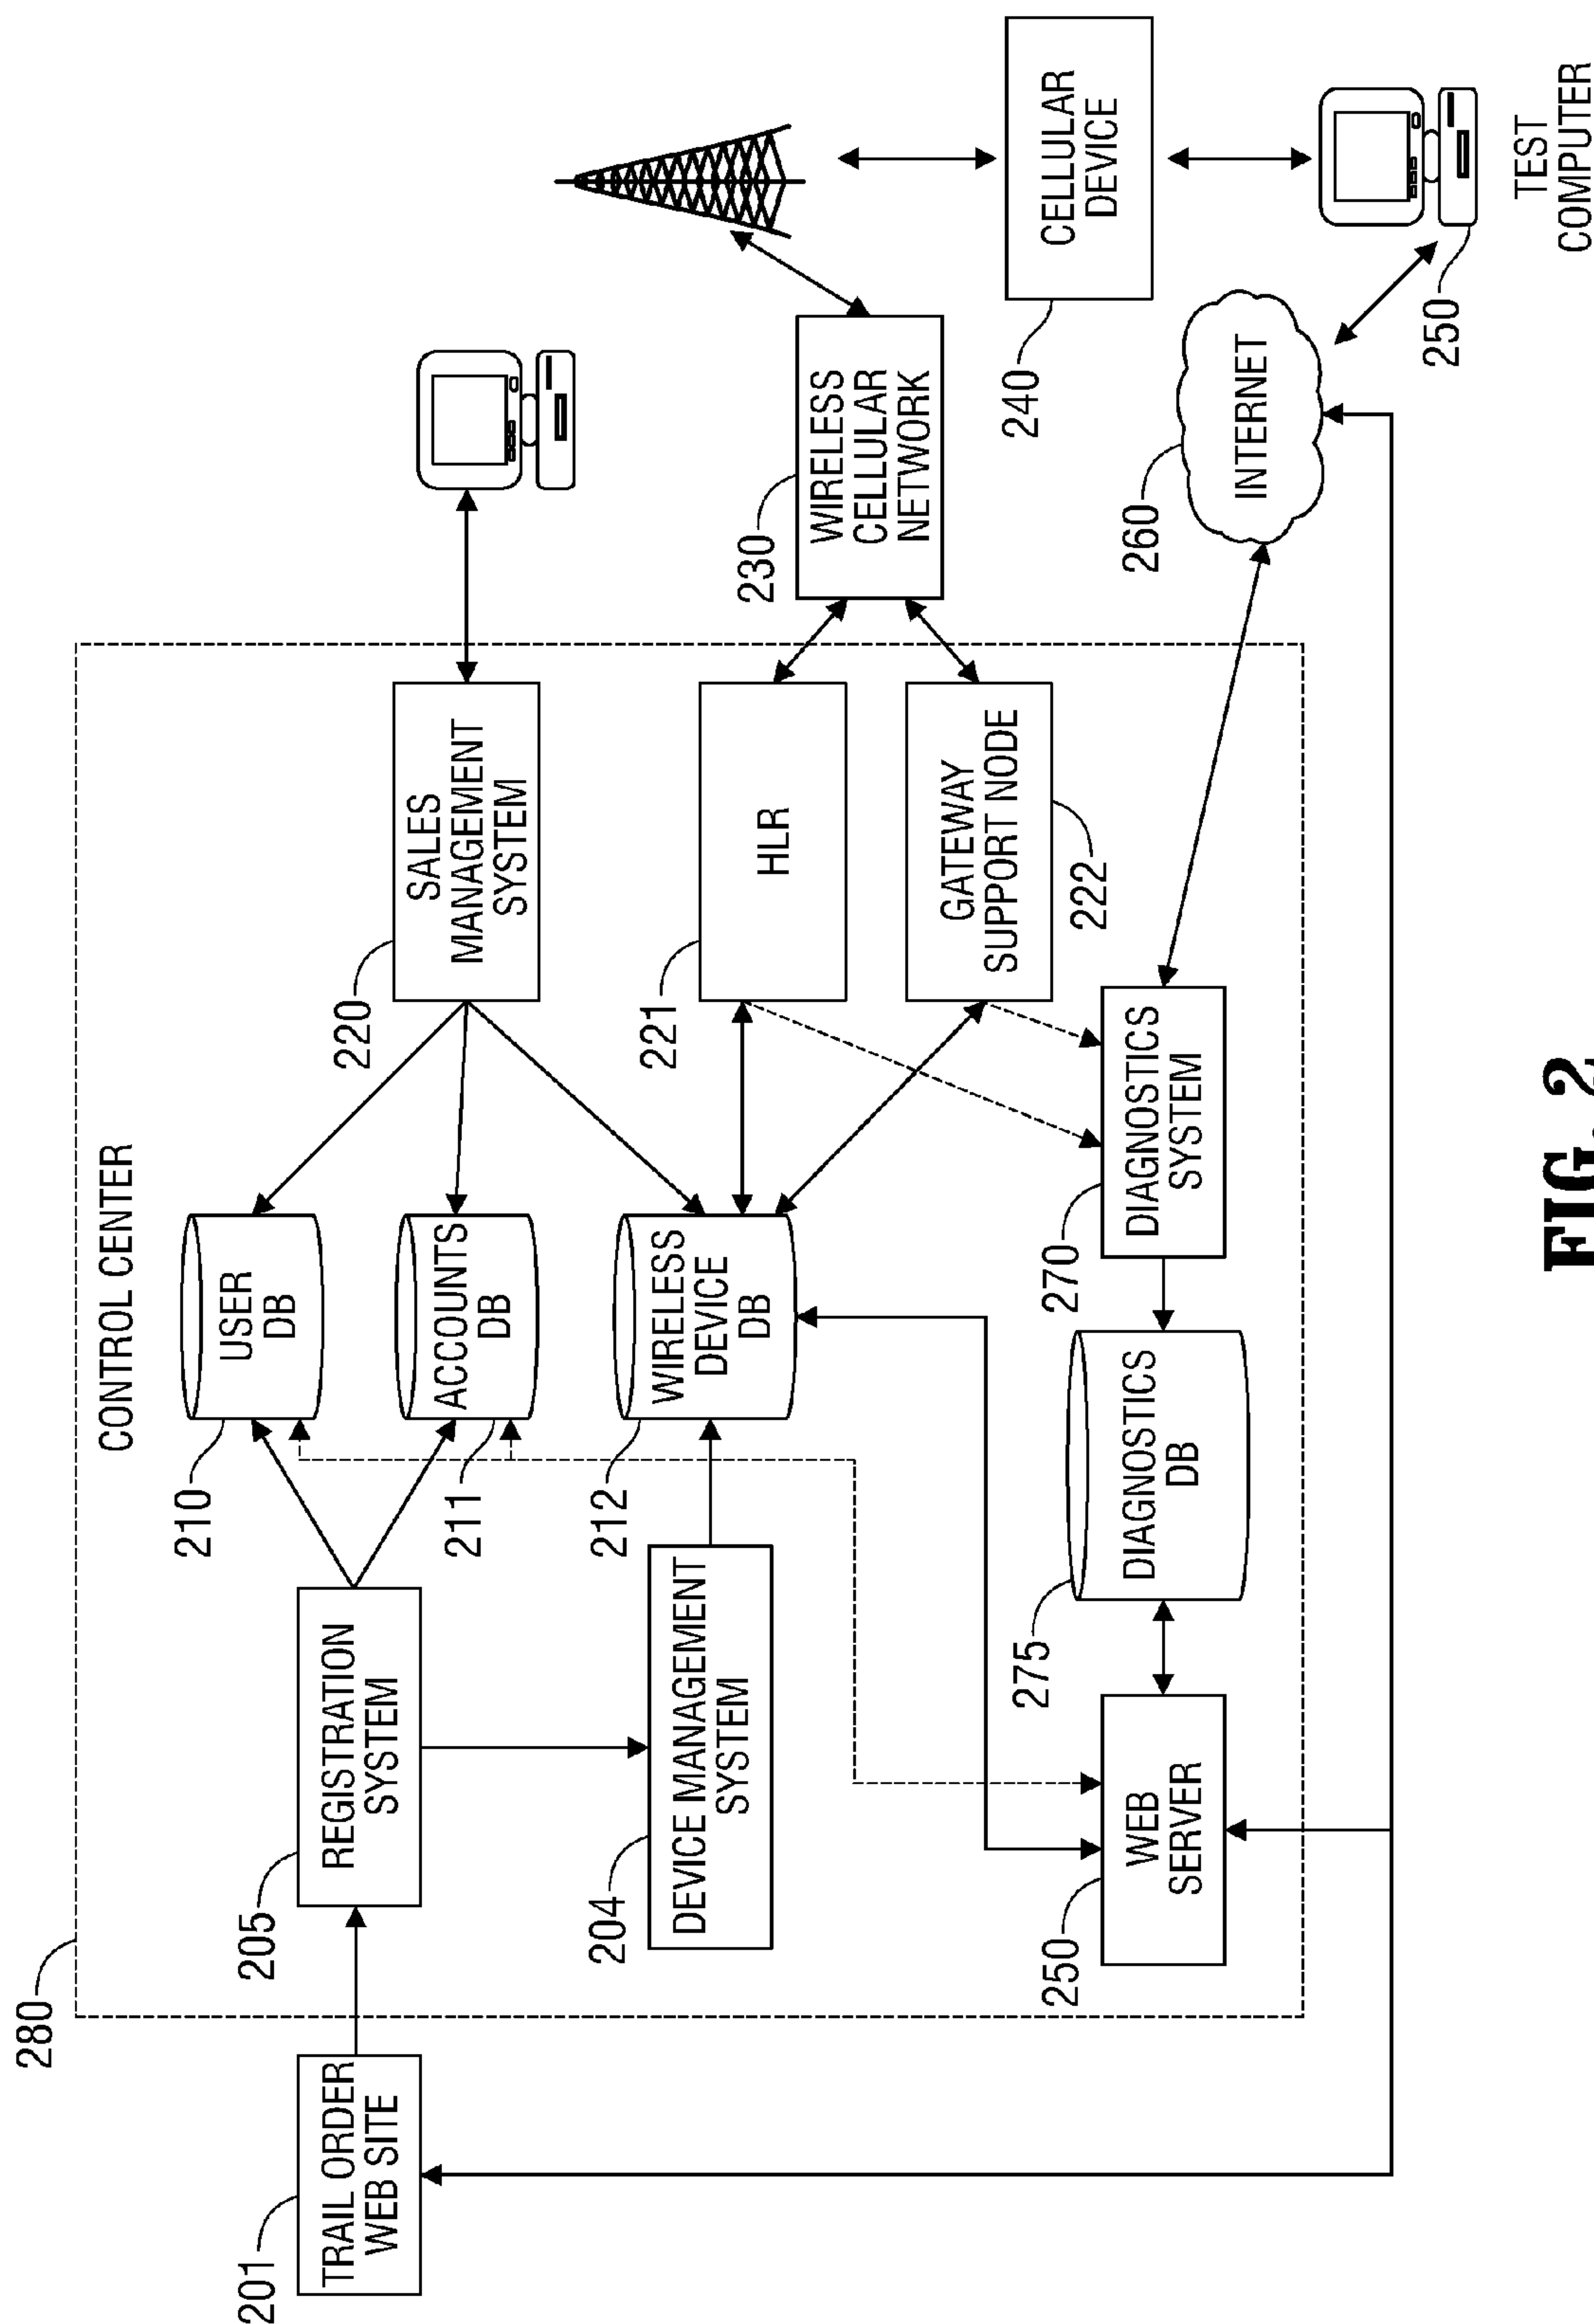 280
CONTROL CENTER
201
TRAIL ORDER
WEB SITE
205
REGISTRATION
SYSTEM
210
USER
DB
211
ACCOUNTS
DB
220
SALES
MANAGEMENT
SYSTEM
204
DEVICE MANAGEMENT
SYSTEM
212
WIRELESS
DEVICE
DB
221
HLR
222
GATEWAY
SUPPORT NODE
230
WIRELESS
CELLULAR
NETWORK
240
CELLULAR
DEVICE
250
WEB
SERVER
275
DIAGNOSTICS
DB
270
DIAGNOSTICS
SYSTEM
260
INTERNET
250
TEST
COMPUTER
FIG. 2